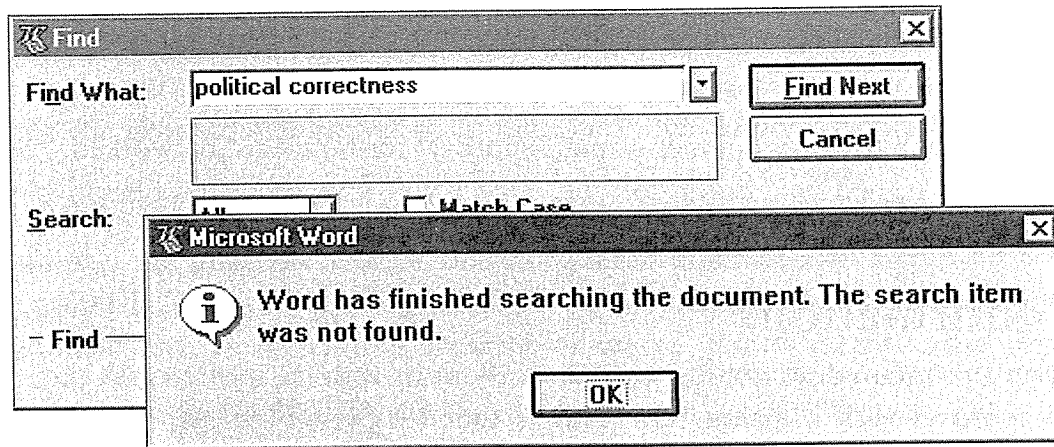 Find
Find What:
political correctness
Find Next
Cancel
Search:
All
Match Case
Microsoft Word
Word has finished searching the document. The search item
was not found.
Find
OK